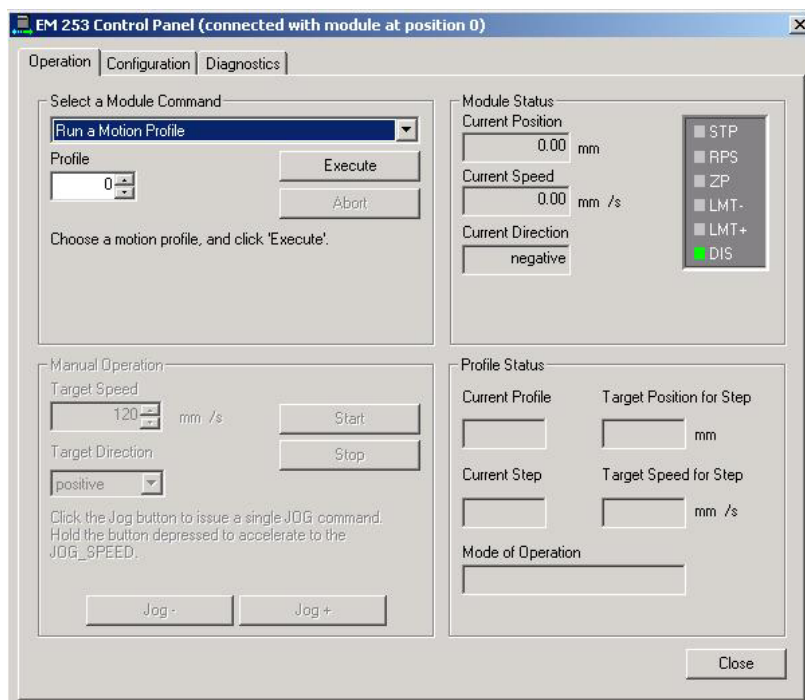 EM 253 Control Panel (connected with module at position 0)
Operation
Configuration
Diagnostics
Select a Module Command
Run a Motion Profile
Profile
0
Execute
Abort
Choose a motion profile, and click 'Execute'.
Module Status
Current Position
0.00 mm
Current Speed
0.00 mm /s
Current Direction
negative
STP
RPS
ZP
LMT-
LMT+
DIS
Manual Operation
Target Speed
120 mm /s
Start
Target Direction
Stop
positive
Click the Jog button to issue a single JOG command.
Hold the button depressed to accelerate to the
JOG_SPEED.
Jog -
Jog +
Profile Status
Current Profile
Target Position for Step
mm
Current Step
Target Speed for Step
mm /s
Mode of Operation
Close